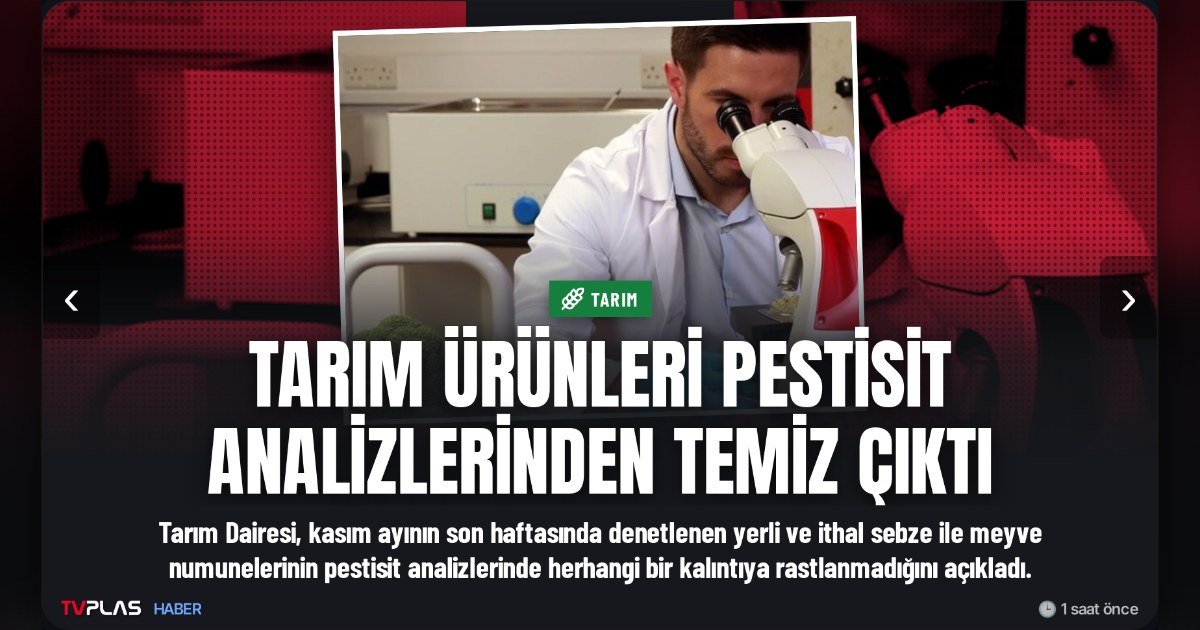 TARIM
TARIM ÜRÜNLERİ PESTİSİT
ANALİZLERİNDEN TEMİZ ÇIKTI
Tarım Dairesi, kasım ayının son haftasında denetlenen yerli ve ithal sebze ile meyve
numunelerinin pestisit analizlerinde herhangi bir kalıntıya rastlanmadığını açıkladı.
TVPLAS HABER
1 saat önce